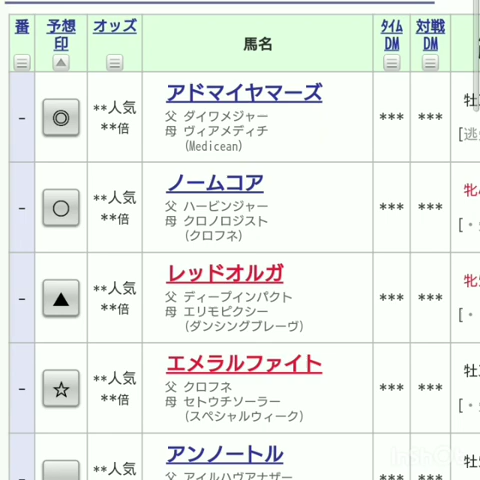 番 予想印 オッズ 馬名 ﾀｲﾑDM 対戦DM
- ◎ **人気 **倍 アドマイヤマーズ *** *** 牡
父 ダイワメジャー
母 ヴィアメディチ
(Medicean) [逃
- ○ **人気 **倍 ノームコア *** *** 牝
父 ハービンジャー
母 クロノロジスト
(クロフネ) [・
- ▲ **人気 **倍 レッドオルガ *** *** 牝
父 ディープインパクト
母 エリモピクシー
(ダンシングブレーヴ) [・
- ☆ **人気 **倍 エメラルファイト *** *** 牡
父 クロフネ
母 セトウチソーラー
(スペシャルウィーク) [・
- **人気 アンノートル *** *** 牡
父 アイルハヴアナザー